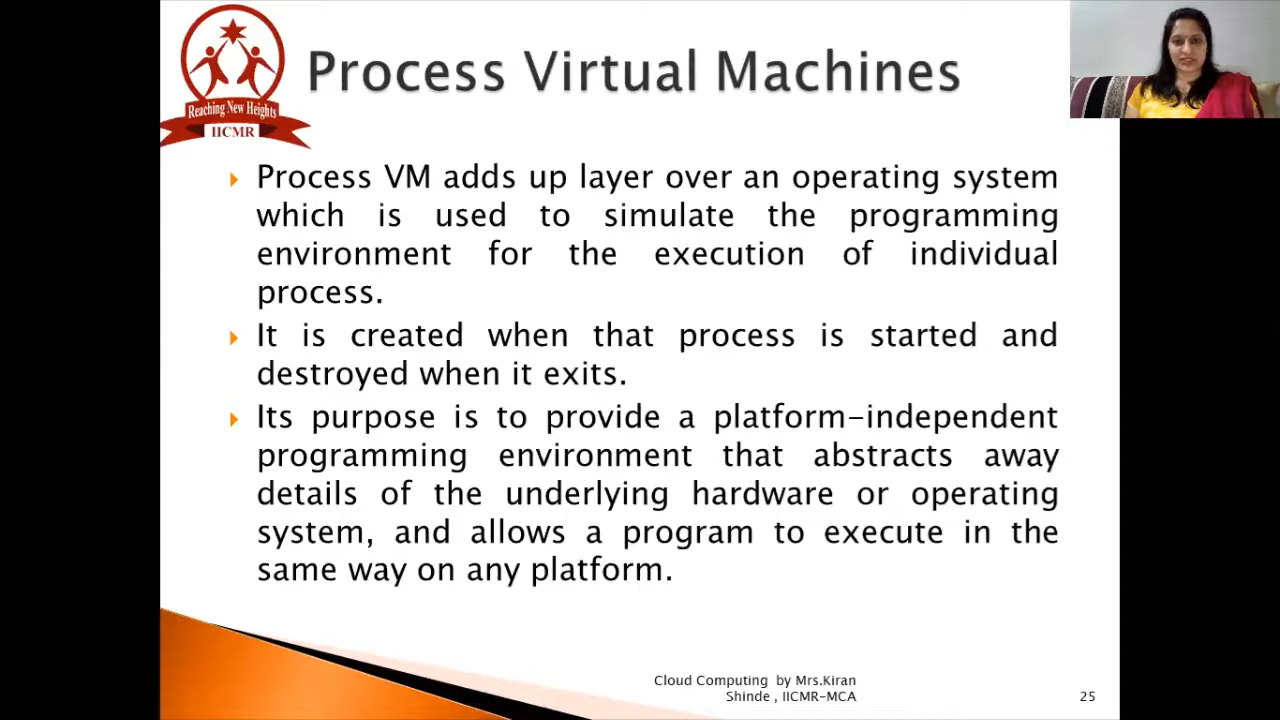 Process Virtual Machines
Reaching New Heights
IICMR
Process VM adds up layer over an operating system
which is used to simulate the programming
environment for the execution of individual
process.
It is created when that process is started and
destroyed when it exits.
Its purpose is to provide a platform-independent
programming environment that abstracts away
details of the underlying hardware or operating
system, and allows a program to execute in the
same way on any platform.
Cloud Computing by Mrs.Kiran
Shinde , IICMR-MCA
25